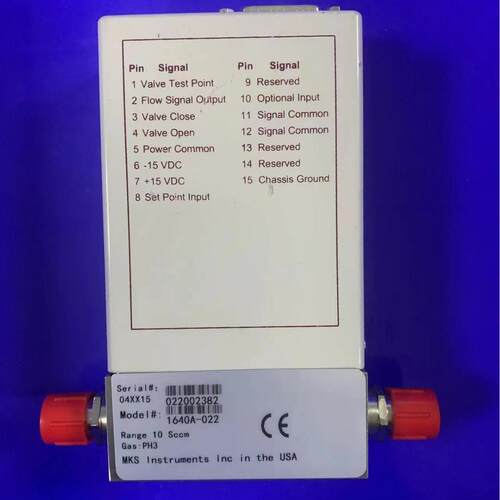 Pin Signal Pin Signal
1 Valve Test Point 9 Reserved
2 Flow Signal Output 10 Optional Input
3 Valve Close 11 Signal Common
4 Valve Open 12 Signal Common
5 Power Common 13 Reserved
6 -15 VDC 14 Reserved
7 +15 VDC 15 Chassis Ground
8 Set Point Input
Serial#:
04XX15 022002382
Model#: 1640A-022
CE
Range 10 Sccm
Gas:PH3
MKS Instruments Inc in the USA